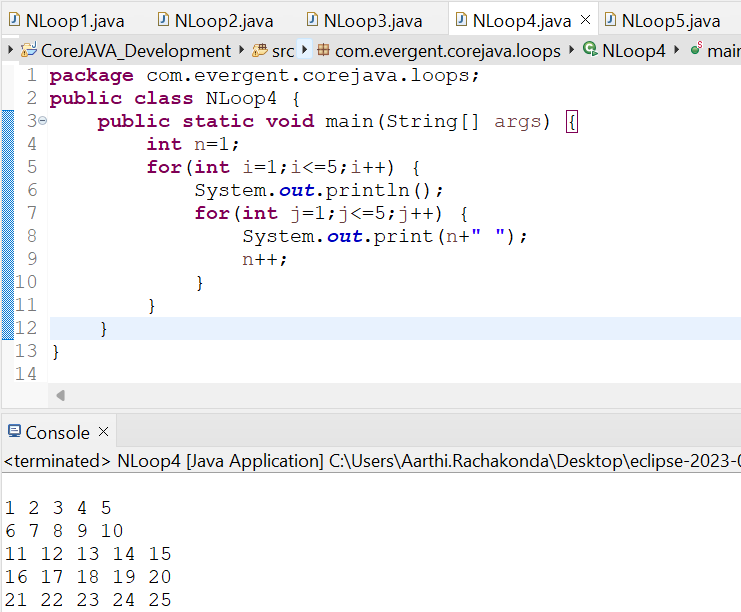 NLoop1.java NLoop2.java NLoop3.java NLoop4.java NLoop5.java
CoreJAVA_Development src com.evergent.corejava.loops NLoop4
1 package com.evergent.corejava.loops;
2 public class NLoop4 {
3 public static void main(String[] args) {
4 int n=1;
5 for(int i=1;i<=5;i++) {
6 System.out.println();
7 for(int j=1;j<=5;j++) {
8 System.out.print(n+" ");
9 n++;
10 }
11 }
12 }
13 }
14
Console
<terminated> NLoop4 [Java Application] C:\Users\Aarthi.Rachakonda\Desktop\eclipse-2023-0
1 2 3 4 5
6 7 8 9 10
11 12 13 14 15
16 17 18 19 20
21 22 23 24 25